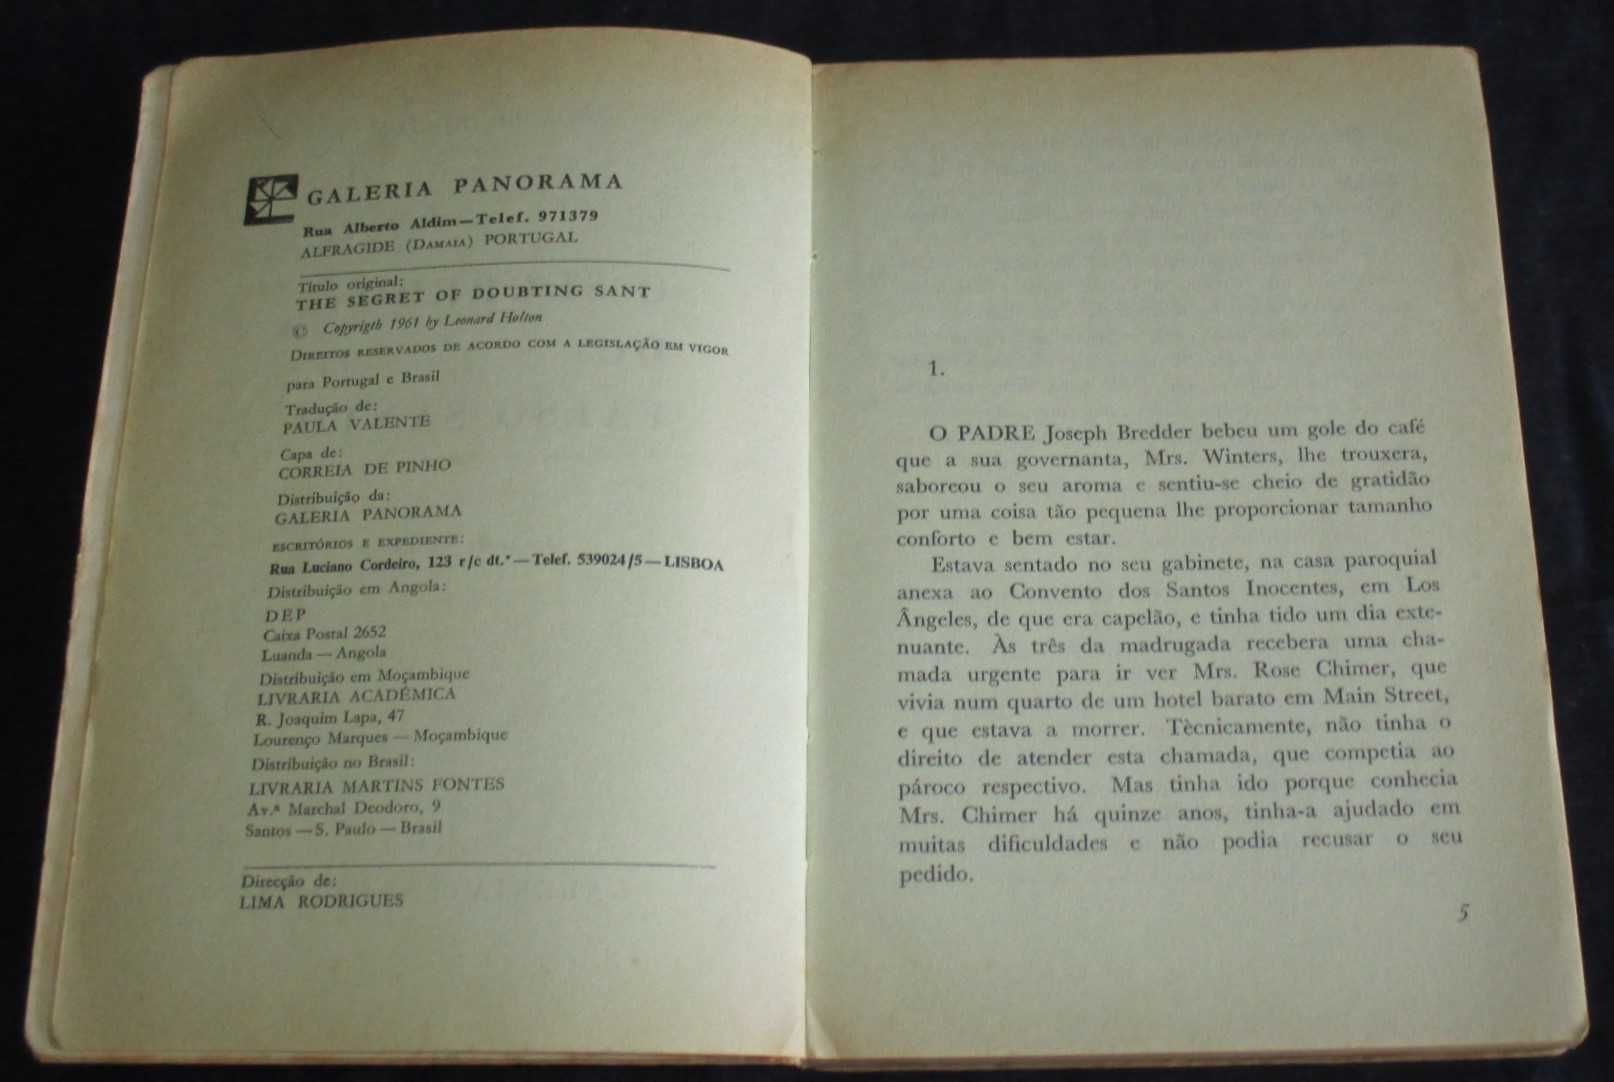 GALERIA PANORAMA
Rua Alberto Aldim — Telef. 971379
ALFRAGIDE (DAMAIA) PORTUGAL
Título original:
THE SEGRET OF DOUBTING SANT
© Copyrigth 1961 by Leonard Holton
DIREITOS RESERVADOS DE ACORDO COM A LEGISLAÇÃO EM VIGOR
para Portugal e Brasil
Tradução de:
PAULA VALENTE
Capa de:
CORREIA DE PINHO
Distribuição da:
GALERIA PANORAMA
ESCRITÓRIOS E EXPEDIENTE:
Rua Luciano Cordeiro, 123 r/c dt.º — Telef. 539024/5 — LISBOA
Distribuição em Angola:
DEP
Caixa Postal 2652
Luanda — Angola
Distribuição em Moçambique
LIVRARIA ACADÉMICA
R. Joaquim Lapa, 47
Lourenço Marques — Moçambique
Distribuição no Brasil:
LIVRARIA MARTINS FONTES
Av.ª Marchal Deodoro, 9
Santos — S. Paulo — Brasil
Direcção de:
LIMA RODRIGUES
1.
O PADRE Joseph Bredder bebeu um gole do café
que a sua governanta, Mrs. Winters, lhe trouxera,
saboreou o seu aroma e sentiu-se cheio de gratidão
por uma coisa tão pequena lhe proporcionar tamanho
conforto e bem estar.
Estava sentado no seu gabinete, na casa paroquial
anexa ao Convento dos Santos Inocentes, em Los
Ângeles, de que era capelão, e tinha tido um dia exte-
nuante. Às três da madrugada recebera uma cha-
mada urgente para ir ver Mrs. Rose Chimer, que
vivia num quarto de um hotel barato em Main Street,
e que estava a morrer. Tècnicamente, não tinha o
direito de atender esta chamada, que competia ao
pároco respectivo. Mas tinha ido porque conhecia
Mrs. Chimer há quinze anos, tinha-a ajudado em
muitas dificuldades e não podia recusar o seu
pedido.
5